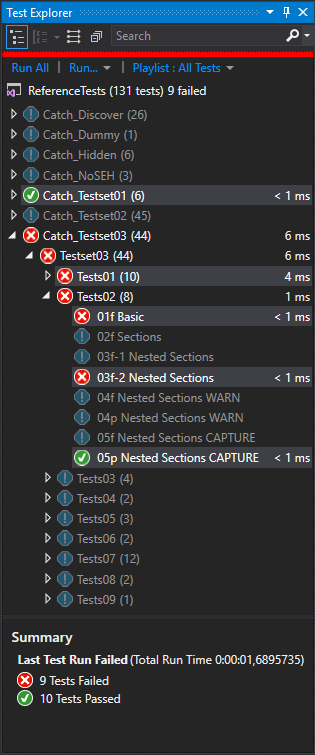 Test Explorer
Search
Run All | Run... | Playlist : All Tests
ReferenceTests (131 tests) 9 failed
Catch_Discover (26)
Catch_Dummy (1)
Catch_Hidden (6)
Catch_NoSEH (3)
Catch_Testset01 (6) < 1 ms
Catch_Testset02 (45)
Catch_Testset03 (44) 6 ms
Testset03 (44) 6 ms
Tests01 (10) 4 ms
Tests02 (8) 1 ms
01f Basic < 1 ms
02f Sections
03f-1 Nested Sections
03f-2 Nested Sections < 1 ms
04f Nested Sections WARN
04p Nested Sections WARN
05f Nested Sections CAPTURE
05p Nested Sections CAPTURE < 1 ms
Tests03 (4)
Tests04 (2)
Tests05 (3)
Tests06 (2)
Tests07 (12)
Tests08 (2)
Tests09 (1)
Summary
Last Test Run Failed (Total Run Time 0:00:01,6895735)
9 Tests Failed
10 Tests Passed